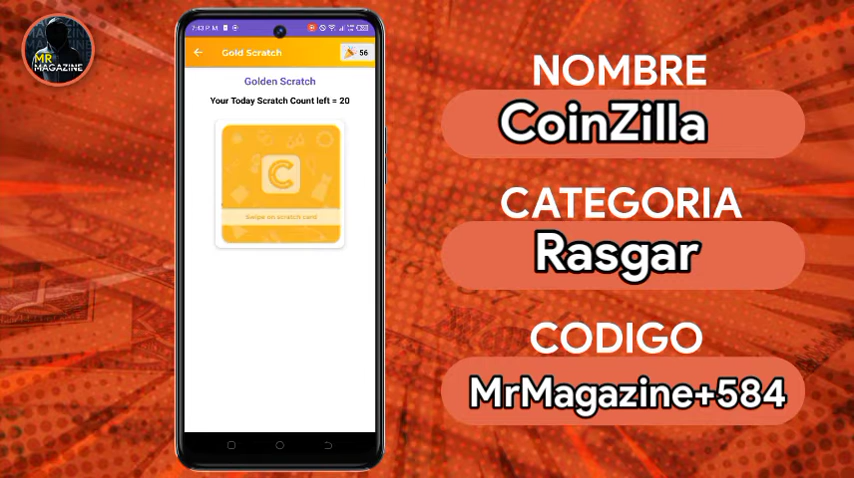 MR
MAGAZINE
7:43 P. M.
Gold Scratch
56
Golden Scratch
Your Today Scratch Count left = 20
C
Swipe on scratch card
NOMBRE
CoinZilla
CATEGORIA
Rasgar
CODIGO
MrMagazine+584